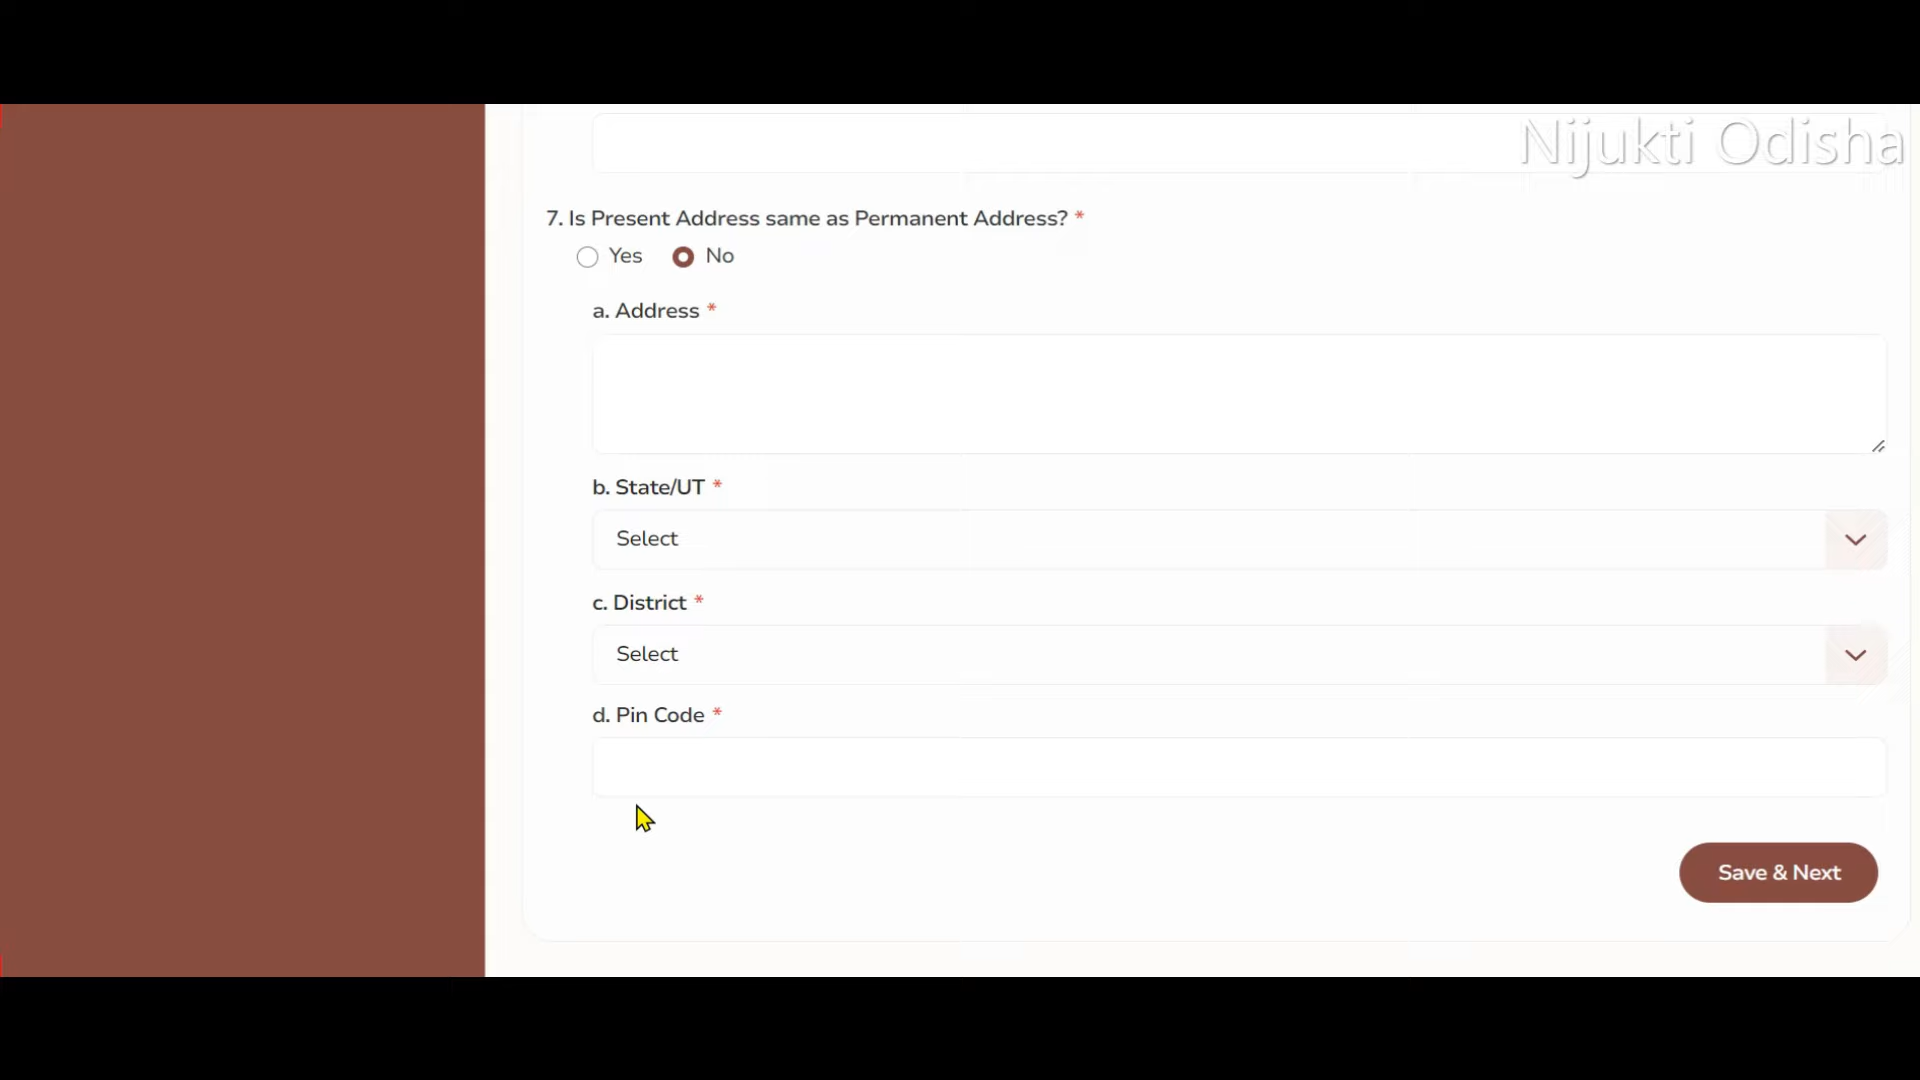 Nijukti Odisha
7. Is Present Address same as Permanent Address? *
Yes No
a. Address *
b. State/UT *
Select
c. District *
Select
d. Pin Code *
Save & Next